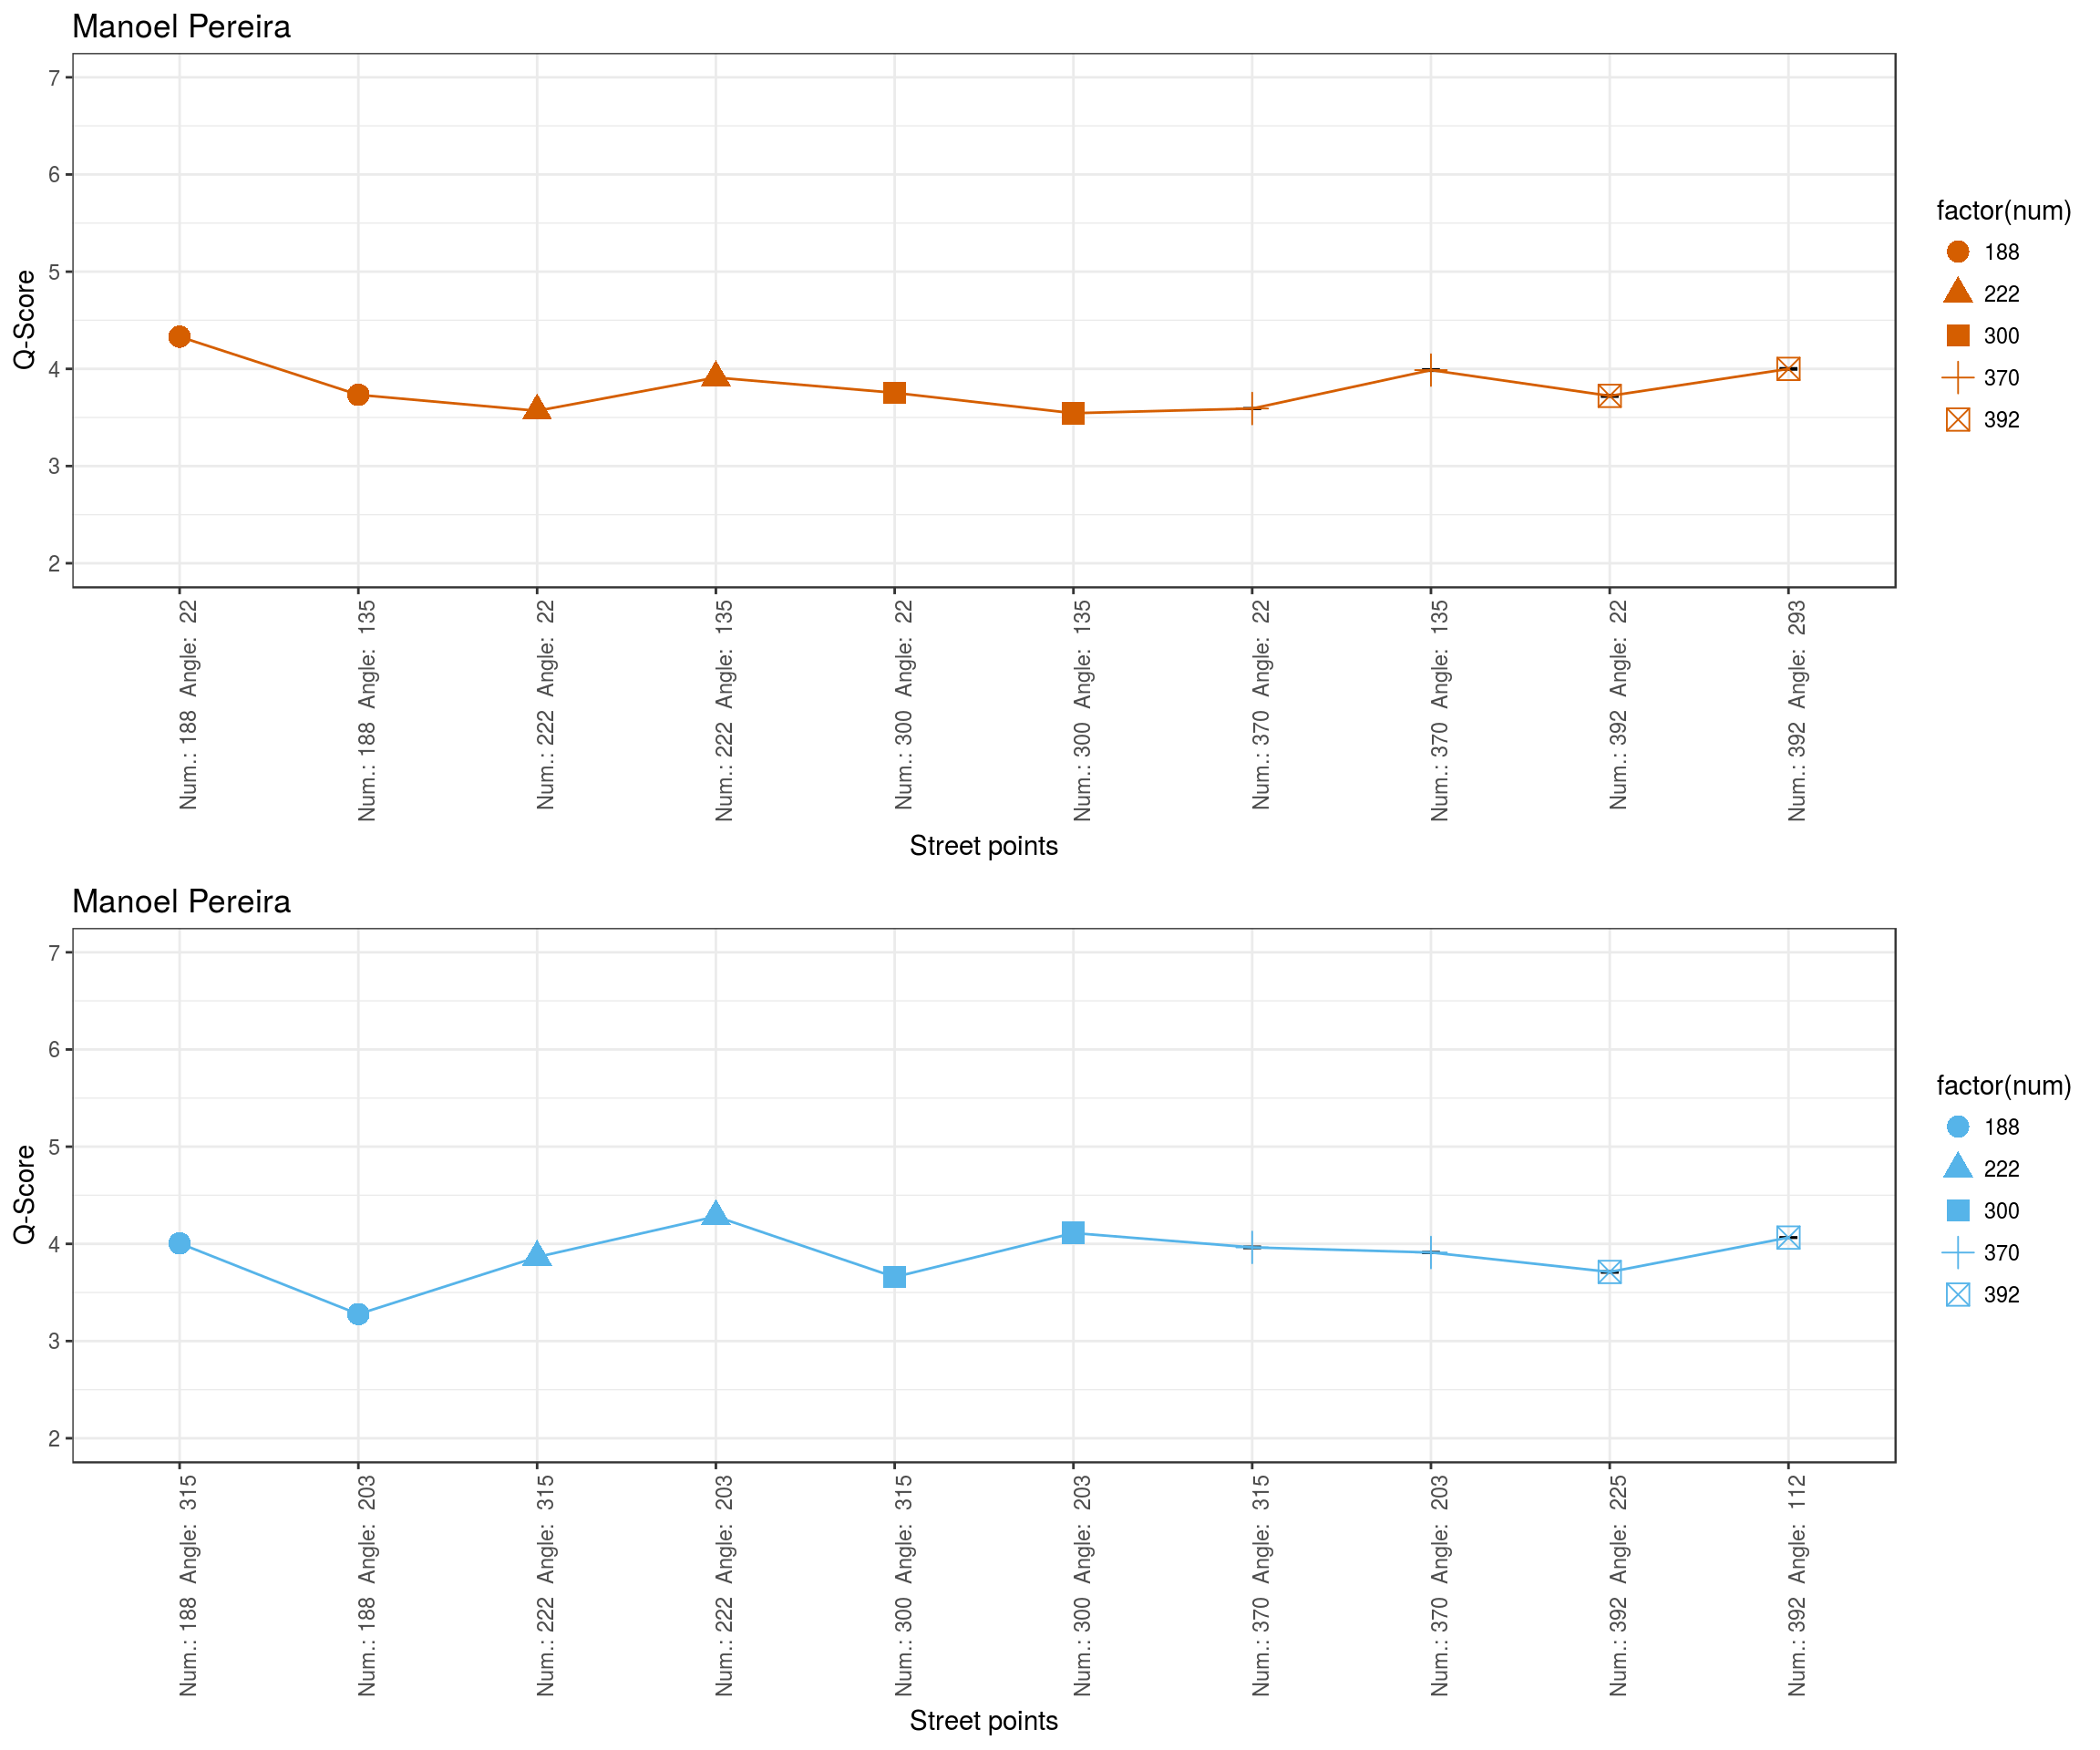 Manoel Pereira
Q-Score
7
6
5
4
3
2
Num.: 188 Angle: 22
Num.: 188 Angle: 135
Num.: 222 Angle: 22
Num.: 222 Angle: 135
Num.: 300 Angle: 22
Num.: 300 Angle: 135
Num.: 370 Angle: 22
Num.: 370 Angle: 135
Num.: 392 Angle: 22
Num.: 392 Angle: 293
Street points
factor(num)
188
222
300
370
392
Manoel Pereira
Q-Score
7
6
5
4
3
2
Num.: 188 Angle: 315
Num.: 188 Angle: 203
Num.: 222 Angle: 315
Num.: 222 Angle: 203
Num.: 300 Angle: 315
Num.: 300 Angle: 203
Num.: 370 Angle: 315
Num.: 370 Angle: 203
Num.: 392 Angle: 225
Num.: 392 Angle: 112
Street points
factor(num)
188
222
300
370
392